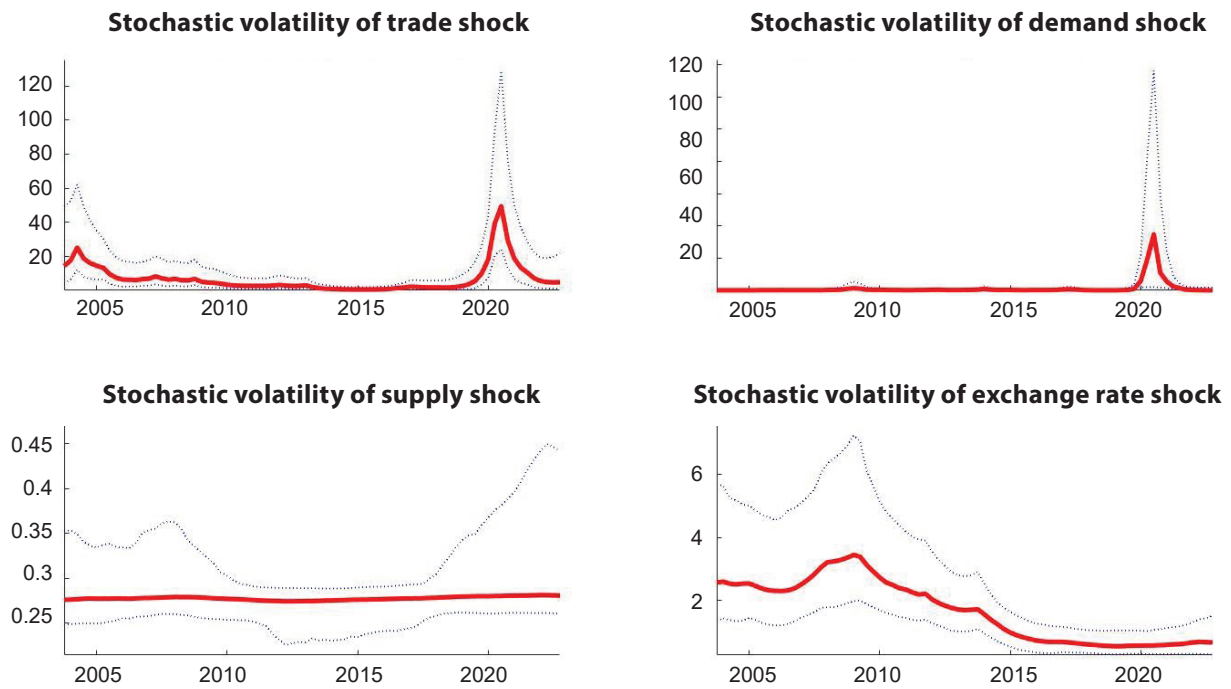 Stochastic volatility of trade shock
120
100
80
60
40
20
2005 2010 2015 2020
Stochastic volatility of demand shock
120
100
80
60
40
20
2005 2010 2015 2020
Stochastic volatility of supply shock
0.45
0.4
0.35
0.3
0.25
2005 2010 2015 2020
Stochastic volatility of exchange rate shock
6
4
2
2005 2010 2015 2020